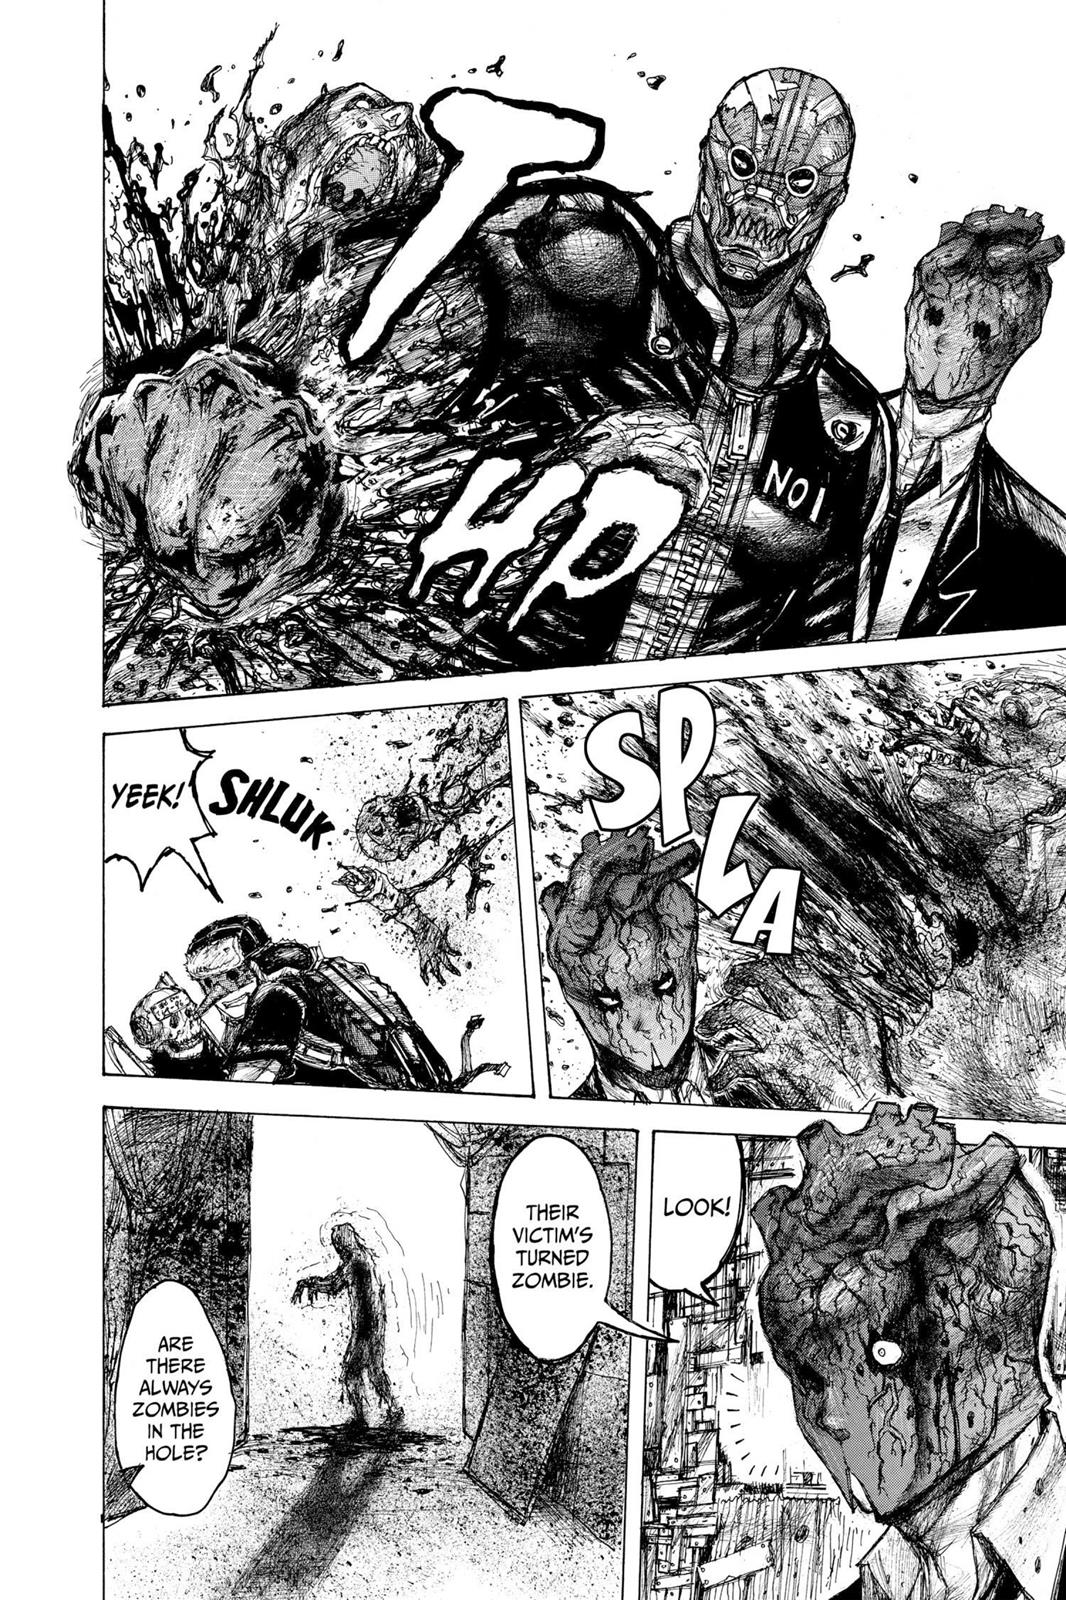 THP
NOI
SPLA
YEEK!
SHLUK
LOOK!
THEIR
VICTIM'S
TURNED
ZOMBIE.
ARE
THERE
ALWAYS
ZOMBIES
IN THE
HOLE?